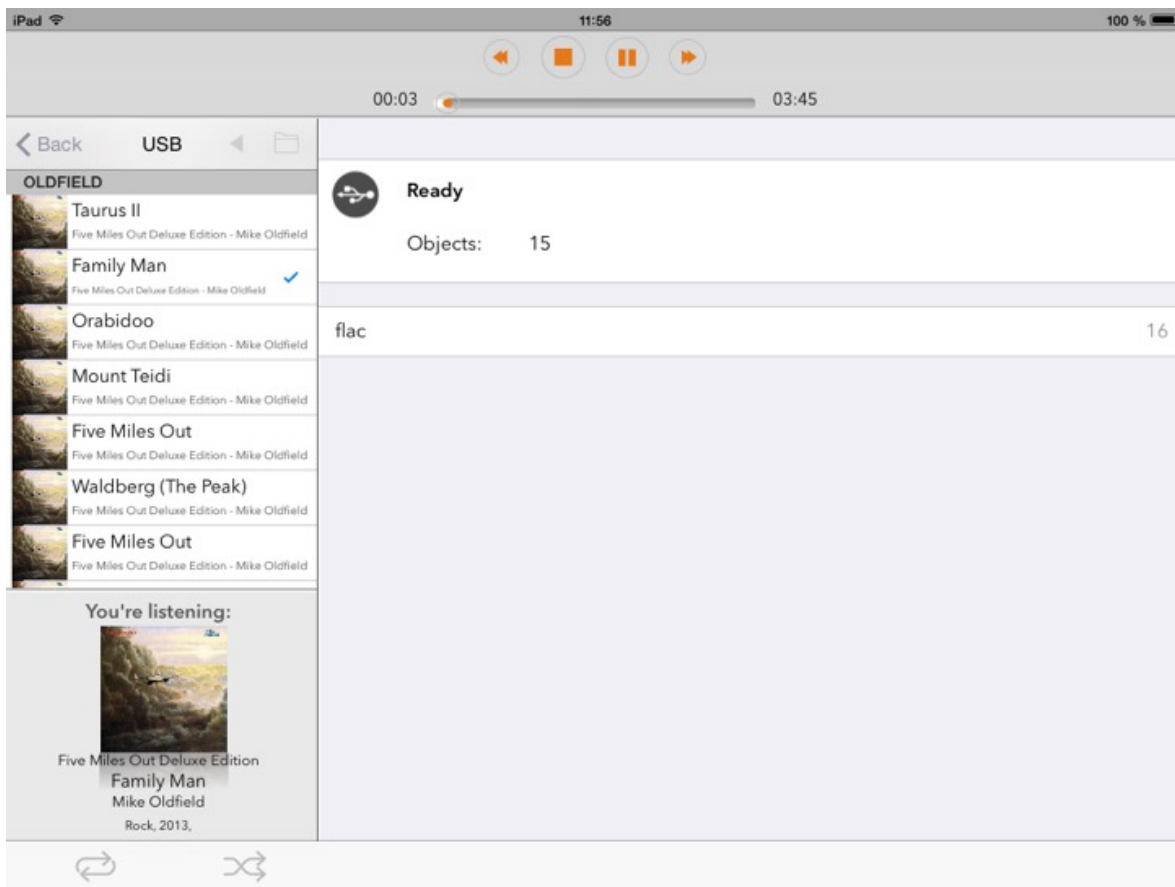 iPad 11:56 100 %
00:03 03:45
Back USB
OLDFIELD
Taurus II
Five Miles Out Deluxe Edition - Mike Oldfield
Family Man
Five Miles Out Deluxe Edition - Mike Oldfield
Orabidoo
Five Miles Out Deluxe Edition - Mike Oldfield
Mount Teidi
Five Miles Out Deluxe Edition - Mike Oldfield
Five Miles Out
Five Miles Out Deluxe Edition - Mike Oldfield
Waldberg (The Peak)
Five Miles Out Deluxe Edition - Mike Oldfield
Five Miles Out
Five Miles Out Deluxe Edition - Mike Oldfield
You're listening:
Five Miles Out Deluxe Edition
Family Man
Mike Oldfield
Rock, 2013,
Ready
Objects: 15
flac 16